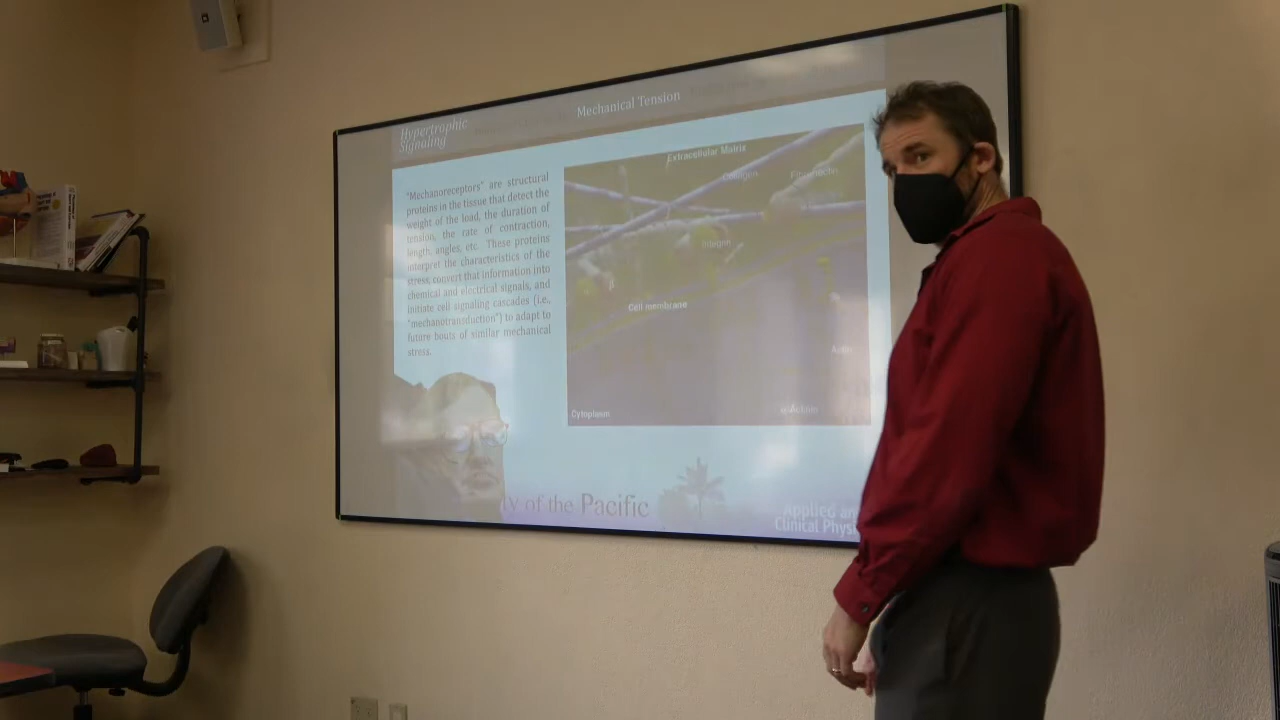 Hypertrophic
Signaling
Mechanical Tension
"Mechanoreceptors" are structural
proteins in the tissue that detect the
weight of the load, the duration of
tension, the rate of contraction,
length, angles, etc. These proteins
interpret the characteristics of the
stress, convert that information into
chemical and electrical signals, and
initiate cell signaling cascades (i.e.,
"mechanotransduction") to adapt to
future bouts of similar mechanical
stress.
Extracellular Matrix
Collagen
Fibronectin
Integrin
β
Cell membrane
Actin
Cytoplasm
α-Actinin
ty of the Pacific
Applied an
Clinical Physi